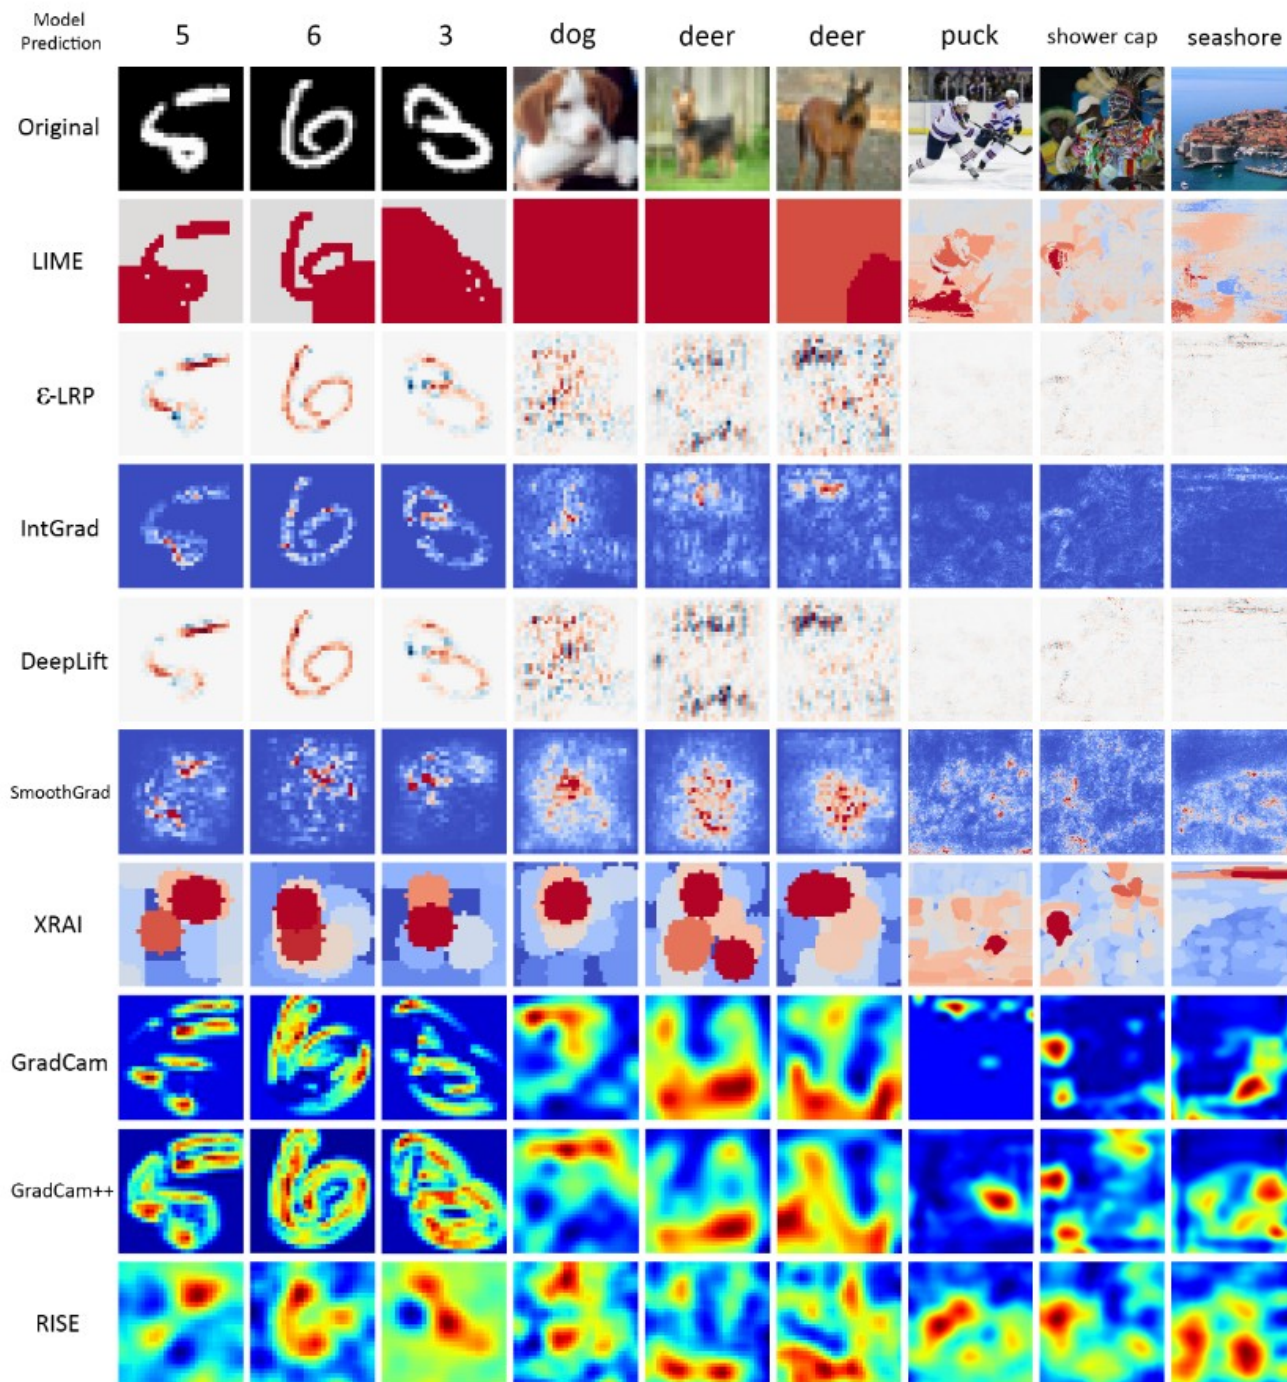 Model
Prediction
5 6 3 dog deer deer puck shower cap seashore
Original
LIME
Ɛ-LRP
IntGrad
DeepLift
SmoothGrad
XRAI
GradCam
GradCam++
RISE